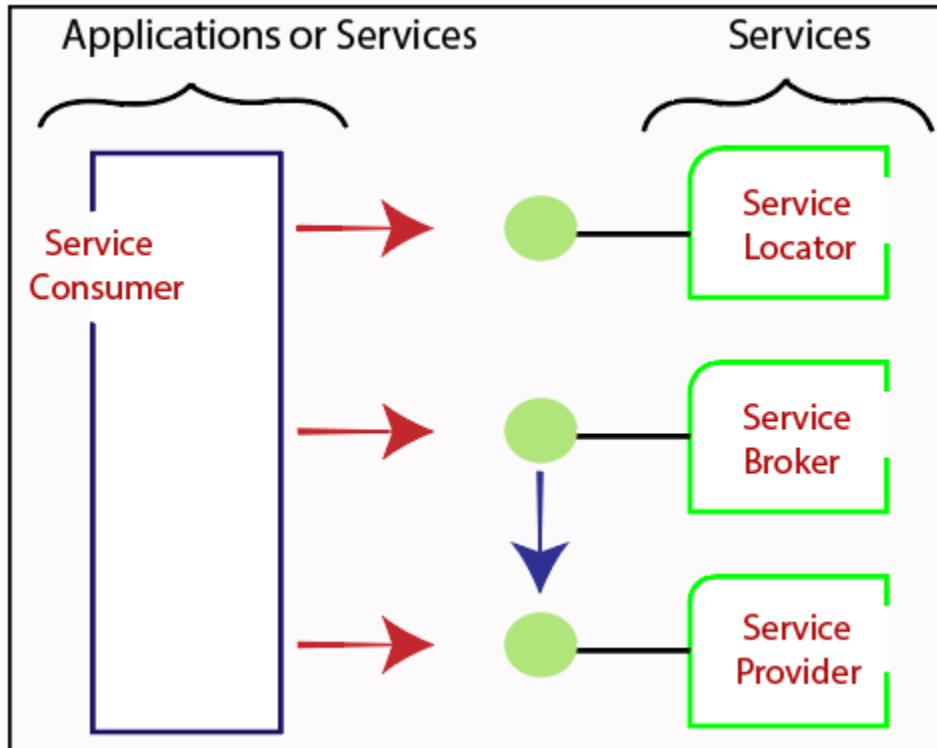 Applications or Services
Services
Service
Consumer
Service
Locator
Service
Broker
Service
Provider